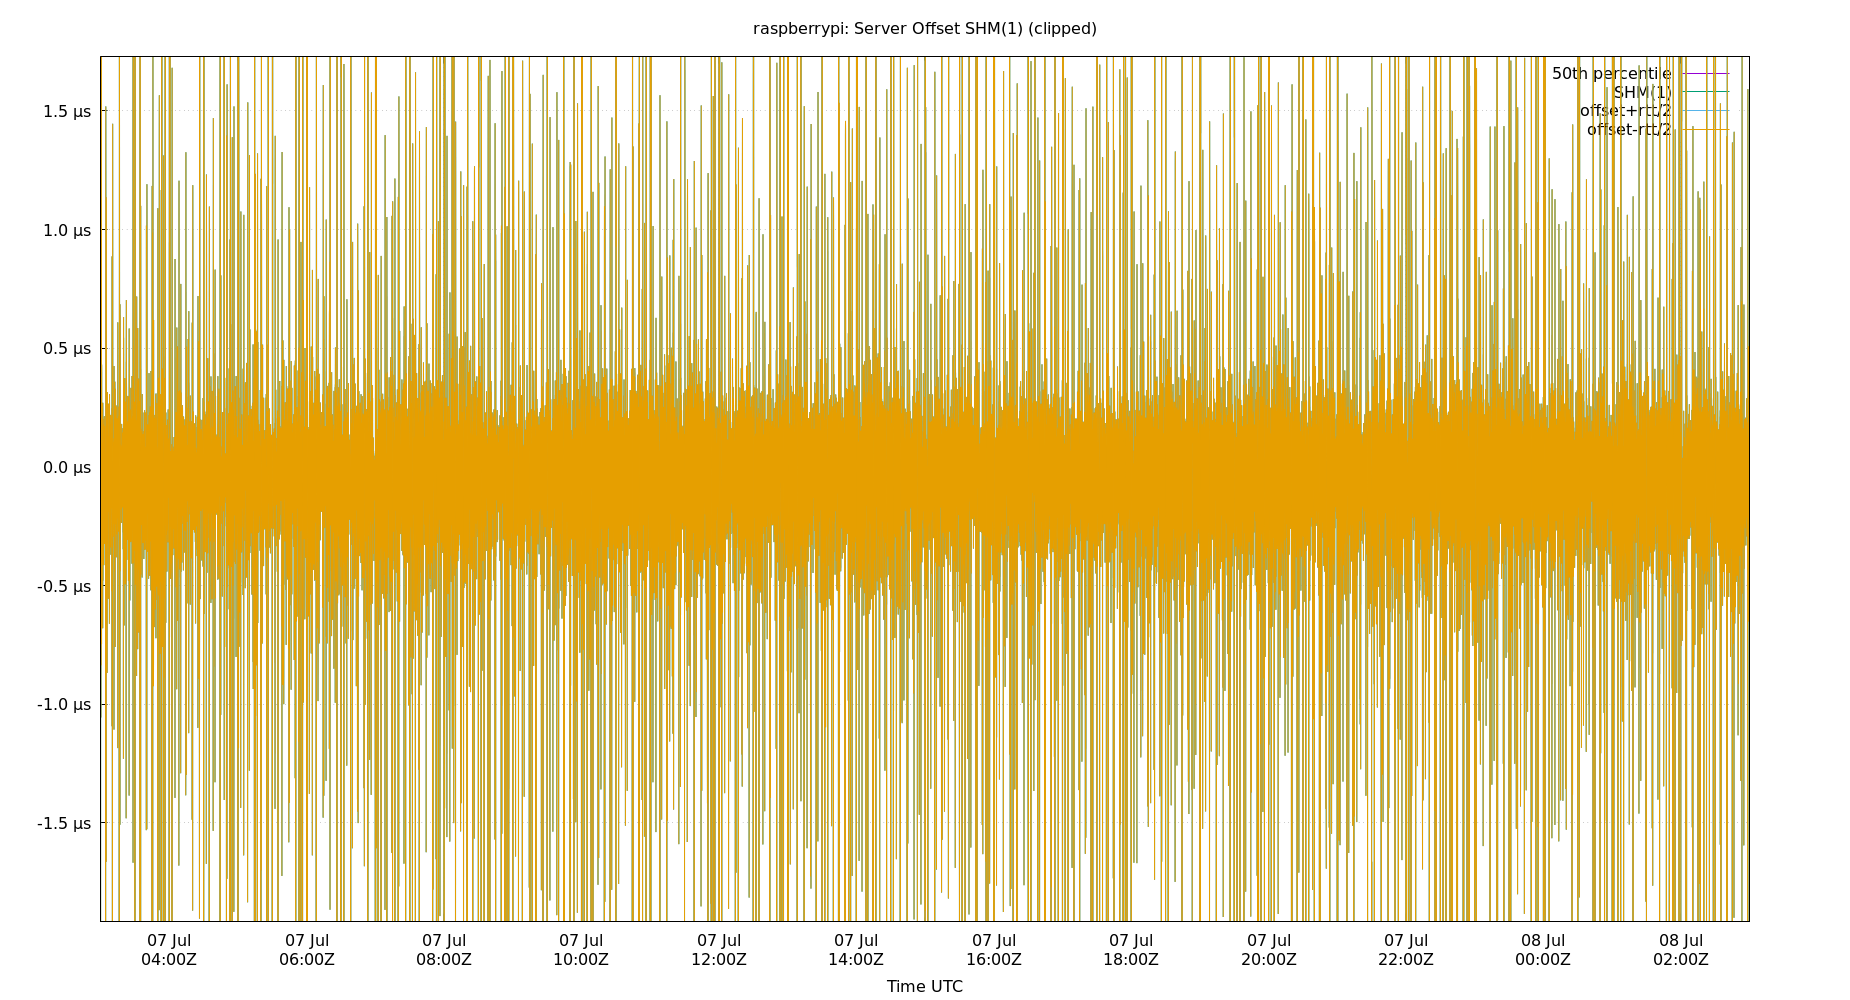 raspberrypi: Server Offset SHM(1) (clipped)
50th percentile
SHM(1)
offset+rtt/2
offset-rtt/2
1.5 µs
1.0 µs
0.5 µs
0.0 µs
-0.5 µs
-1.0 µs
-1.5 µs
07 Jul 07 Jul 07 Jul 07 Jul 07 Jul 07 Jul 07 Jul 07 Jul 07 Jul 07 Jul 08 Jul 08 Jul
04:00Z 06:00Z 08:00Z 10:00Z 12:00Z 14:00Z 16:00Z 18:00Z 20:00Z 22:00Z 00:00Z 02:00Z
Time UTC